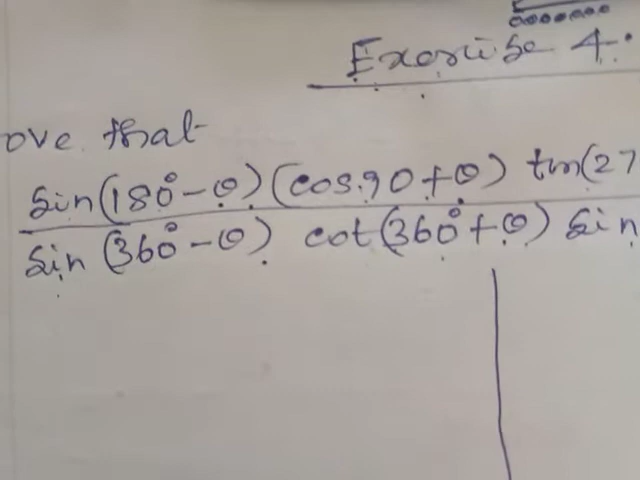 Exercise 4.
ove that
sin(180°-θ)(cos.90+θ) tan(27
sin (360°-θ) cot(360°+θ) sin